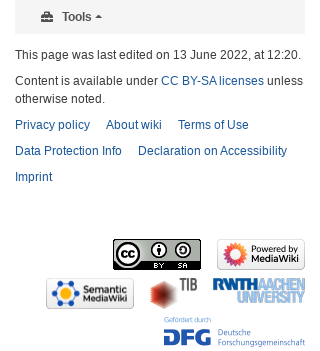 Tools
This page was last edited on 13 June 2022, at 12:20.
Content is available under CC BY-SA licenses unless
otherwise noted.
Privacy policy About wiki Terms of Use
Data Protection Info Declaration on Accessibility
Imprint
cc BY SA
Powered by
MediaWiki
Semantic
MediaWiki
TIB
RWTHAACHEN
UNIVERSITY
Gefördert durch
DFG Deutsche
Forschungsgemeinschaft